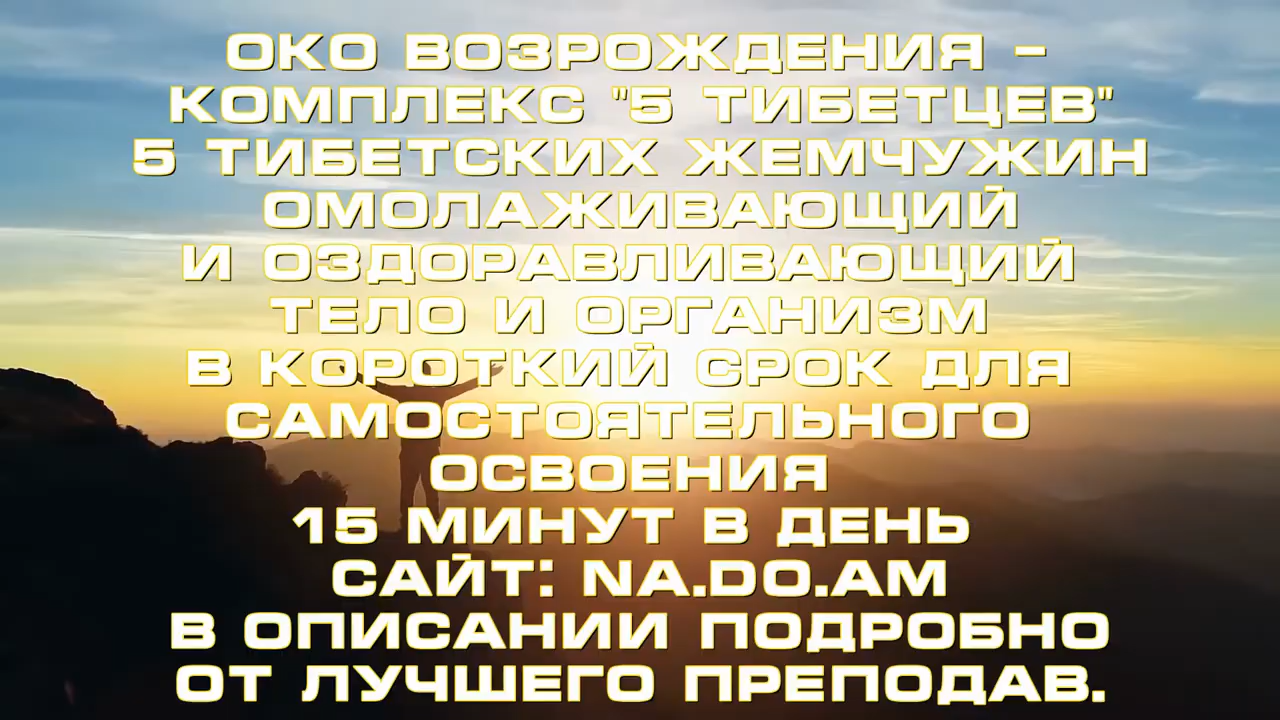 ОКО ВОЗРОЖДЕНИЯ –
КОМПЛЕКС "5 ТИБЕТЦЕВ"
5 ТИБЕТСКИХ ЖЕМЧУЖИН
ОМОЛАЖИВАЮЩИЙ
И ОЗДОРАВЛИВАЮЩИЙ
ТЕЛО И ОРГАНИЗМ
В КОРОТКИЙ СРОК ДЛЯ
САМОСТОЯТЕЛЬНОГО
ОСВОЕНИЯ
15 МИНУТ В ДЕНЬ
САЙТ: NA.DO.AM
В ОПИСАНИИ ПОДРОБНО
ОТ ЛУЧШЕГО ПРЕПОДАВ.